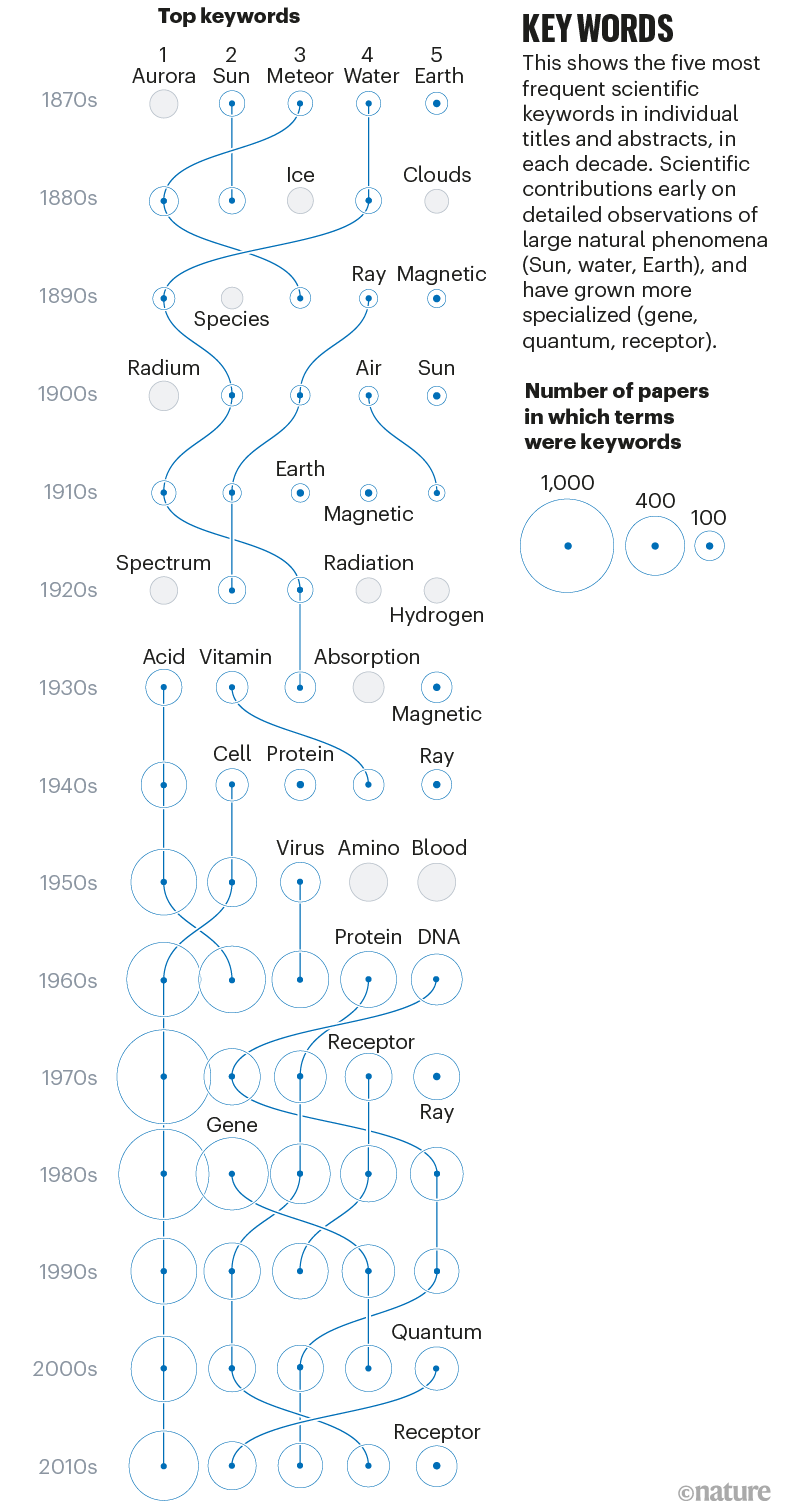 Top keywords
1 2 3 4 5
Aurora Sun Meteor Water Earth
1870s
Ice Clouds
1880s
Ray Magnetic
1890s
Species
Radium Air Sun
1900s
Earth
1910s
Magnetic
Spectrum Radiation
1920s
Hydrogen
Acid Vitamin Absorption
1930s
Magnetic
Cell Protein Ray
1940s
Virus Amino Blood
1950s
Protein DNA
1960s
Receptor
1970s
Ray
Gene
1980s
1990s
Quantum
2000s
Receptor
2010s
KEY WORDS
This shows the five most
frequent scientific
keywords in individual
titles and abstracts, in
each decade. Scientific
contributions early on
detailed observations of
large natural phenomena
(Sun, water, Earth), and
have grown more
specialized (gene,
quantum, receptor).
Number of papers
in which terms
were keywords
1,000
400
100
©nature